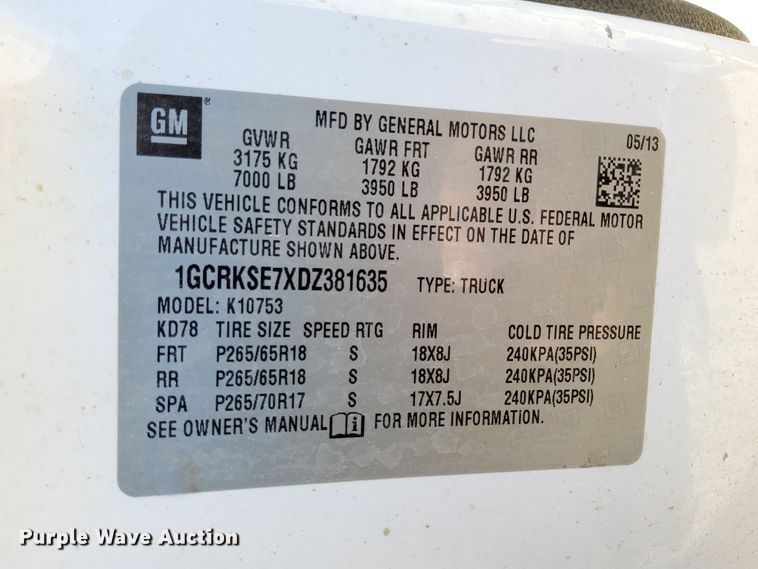 GM ®
MFD BY GENERAL MOTORS LLC 05/13
GVWR GAWR FRT GAWR RR
3175 KG 1792 KG 1792 KG
7000 LB 3950 LB 3950 LB
THIS VEHICLE CONFORMS TO ALL APPLICABLE U.S. FEDERAL MOTOR
VEHICLE SAFETY STANDARDS IN EFFECT ON THE DATE OF
MANUFACTURE SHOWN ABOVE.
1GCRKSE7XDZ381635 TYPE: TRUCK
MODEL: K10753
KD78 TIRE SIZE SPEED RTG RIM COLD TIRE PRESSURE
FRT P265/65R18 S 18X8J 240KPA(35PSI)
RR P265/65R18 S 18X8J 240KPA(35PSI)
SPA P265/70R17 S 17X7.5J 240KPA(35PSI)
SEE OWNER'S MANUAL i FOR MORE INFORMATION.
Purple Wave Auction